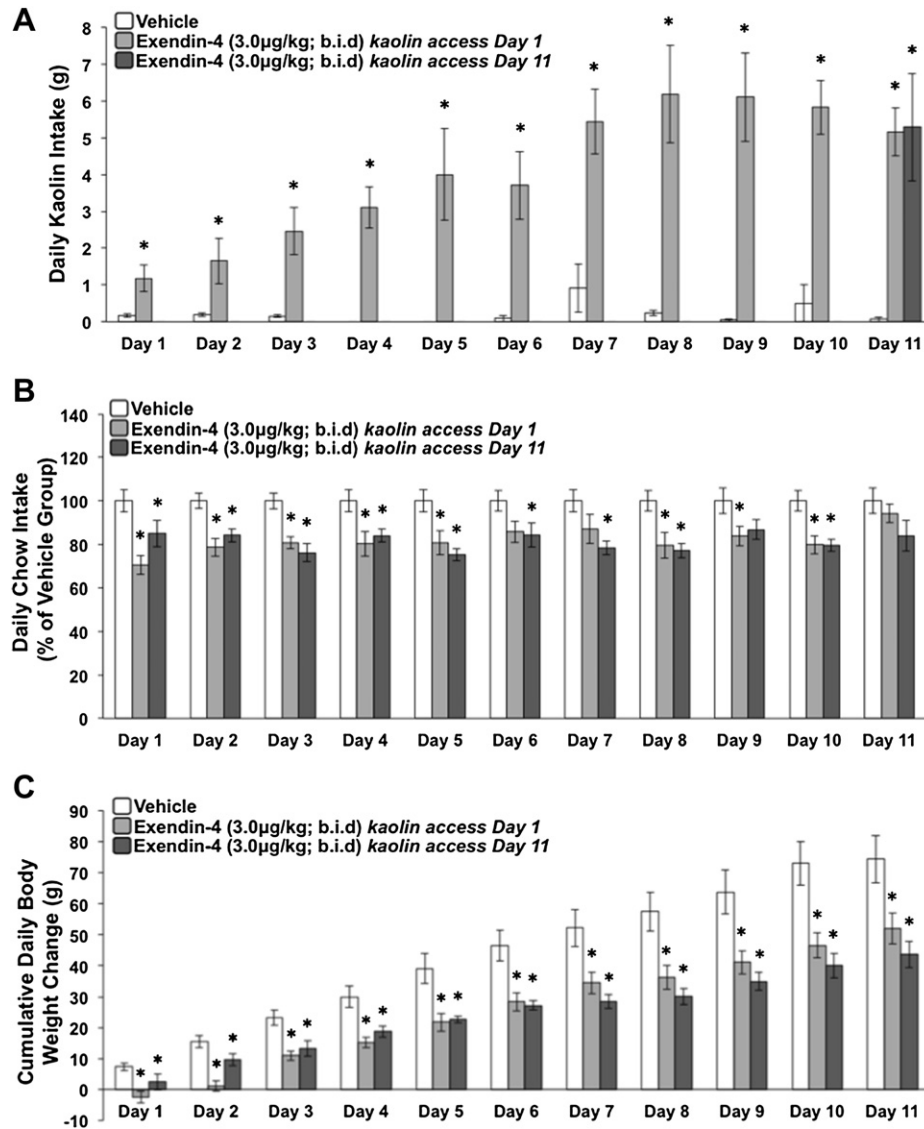 A
Vehicle
Exendin-4 (3.0µg/kg; b.i.d) kaolin access Day 1
Exendin-4 (3.0µg/kg; b.i.d) kaolin access Day 11
Daily Kaolin Intake (g)
8
7
6
5
4
3
2
1
0
* * * * * * * * * * * *
Day 1 Day 2 Day 3 Day 4 Day 5 Day 6 Day 7 Day 8 Day 9 Day 10 Day 11
B
Vehicle
Exendin-4 (3.0µg/kg; b.i.d) kaolin access Day 1
Exendin-4 (3.0µg/kg; b.i.d) kaolin access Day 11
Daily Chow Intake
(% of Vehicle Group)
140
120
100
80
60
40
20
0
* * * * * * * * * * * * * * * * *
Day 1 Day 2 Day 3 Day 4 Day 5 Day 6 Day 7 Day 8 Day 9 Day 10 Day 11
C
Vehicle
Exendin-4 (3.0µg/kg; b.i.d) kaolin access Day 1
Exendin-4 (3.0µg/kg; b.i.d) kaolin access Day 11
Cumulative Daily Body
Weight Change (g)
90
80
70
60
50
40
30
20
10
0
-10
* * * * * * * * * * * * * * * * * * * * * *
Day 1 Day 2 Day 3 Day 4 Day 5 Day 6 Day 7 Day 8 Day 9 Day 10 Day 11